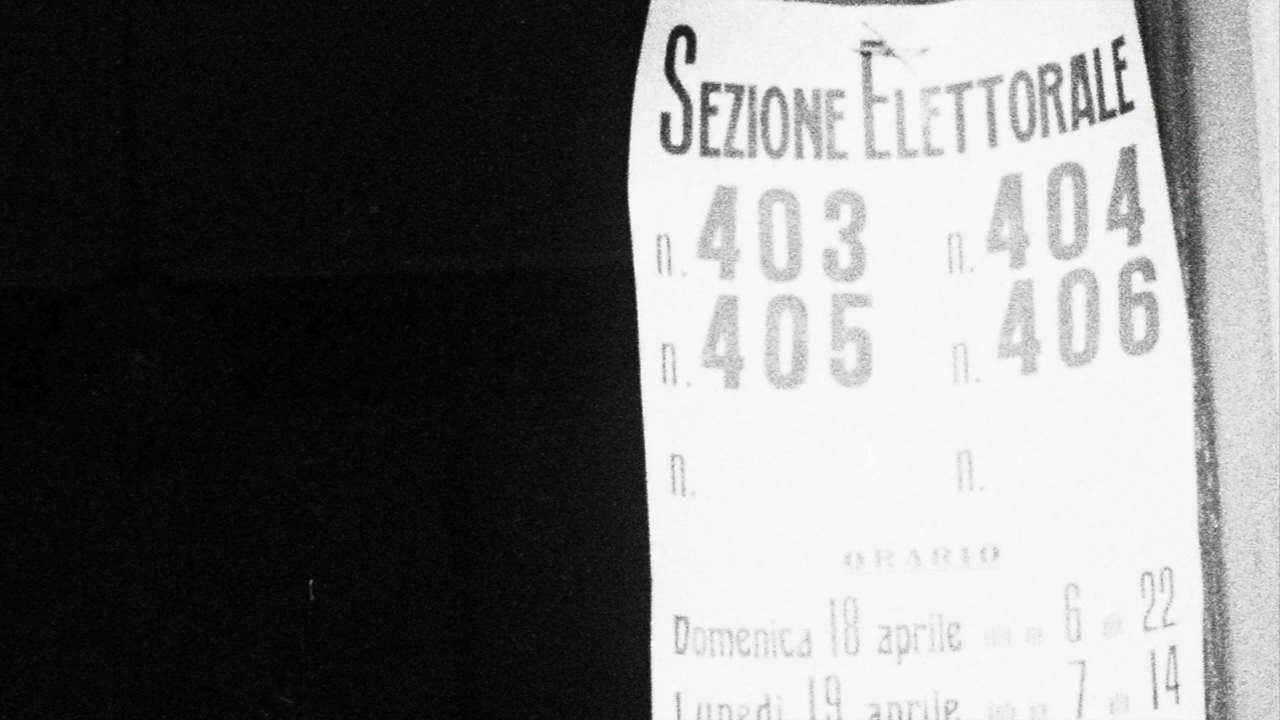 SEZIONE ELETTORALE
n. 403 n. 404
n. 405 n. 406
n. n.
ORARIO
Domenica 18 aprile 6 22
Lunedì 19 aprile 7 14